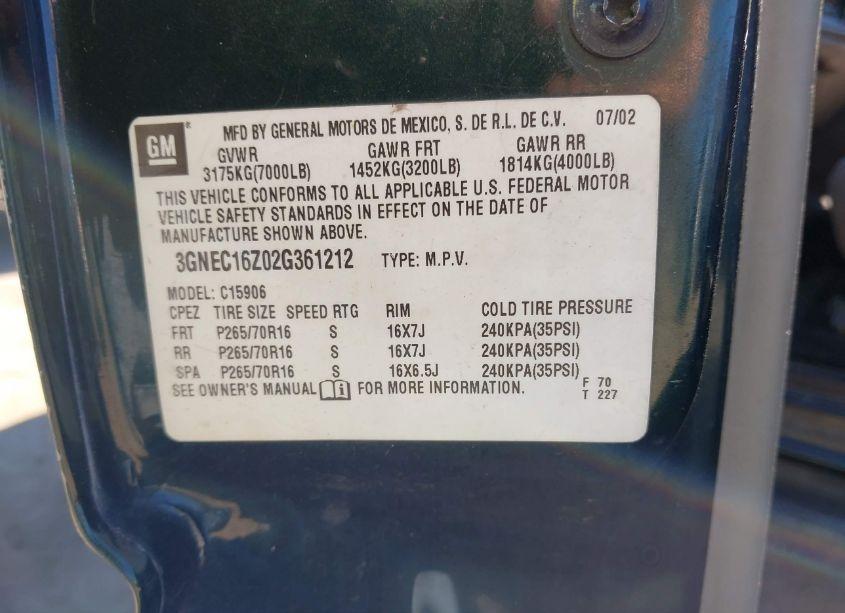 GM ® MFD BY GENERAL MOTORS DE MEXICO, S. DE R.L. DE C.V. 07/02
GVWR GAWR FRT GAWR RR
3175KG(7000LB) 1452KG(3200LB) 1814KG(4000LB)
THIS VEHICLE CONFORMS TO ALL APPLICABLE U.S. FEDERAL MOTOR
VEHICLE SAFETY STANDARDS IN EFFECT ON THE DATE OF
MANUFACTURE SHOWN ABOVE.
3GNEC16Z02G361212 TYPE: M.P.V.
MODEL: C15906
CPEZ TIRE SIZE SPEED RTG RIM COLD TIRE PRESSURE
FRT P265/70R16 S 16X7J 240KPA(35PSI)
RR P265/70R16 S 16X7J 240KPA(35PSI)
SPA P265/70R16 S 16X6.5J 240KPA(35PSI)
SEE OWNER'S MANUAL FOR MORE INFORMATION. F 70
T 227